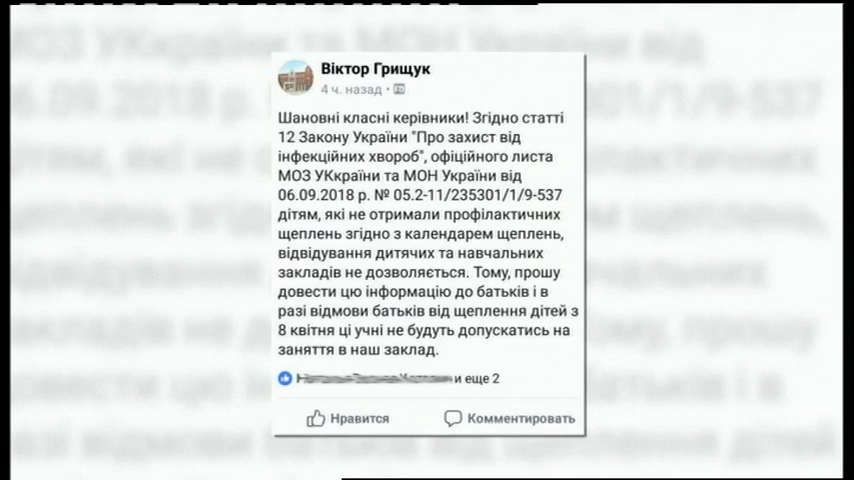 Віктор Грищук
4 ч. назад
Шановні класні керівники! Згідно статті
12 Закону України "Про захист від
інфекційних хвороб", офіційного листа
МОЗ УКкраїни та МОН України від
06.09.2018 р. № 05.2-11/235301/1/9-537
дітям, які не отримали профілактичних
щеплень згідно з календарем щеплень,
відвідування дитячих та навчальних
закладів не дозволяється. Тому, прошу
довести цю інформацію до батьків і в
разі відмови батьків від щеплення дітей з
8 квітня ці учні не будуть допускатись на
заняття в наш заклад.
и еще 2
Нравится
Комментировать